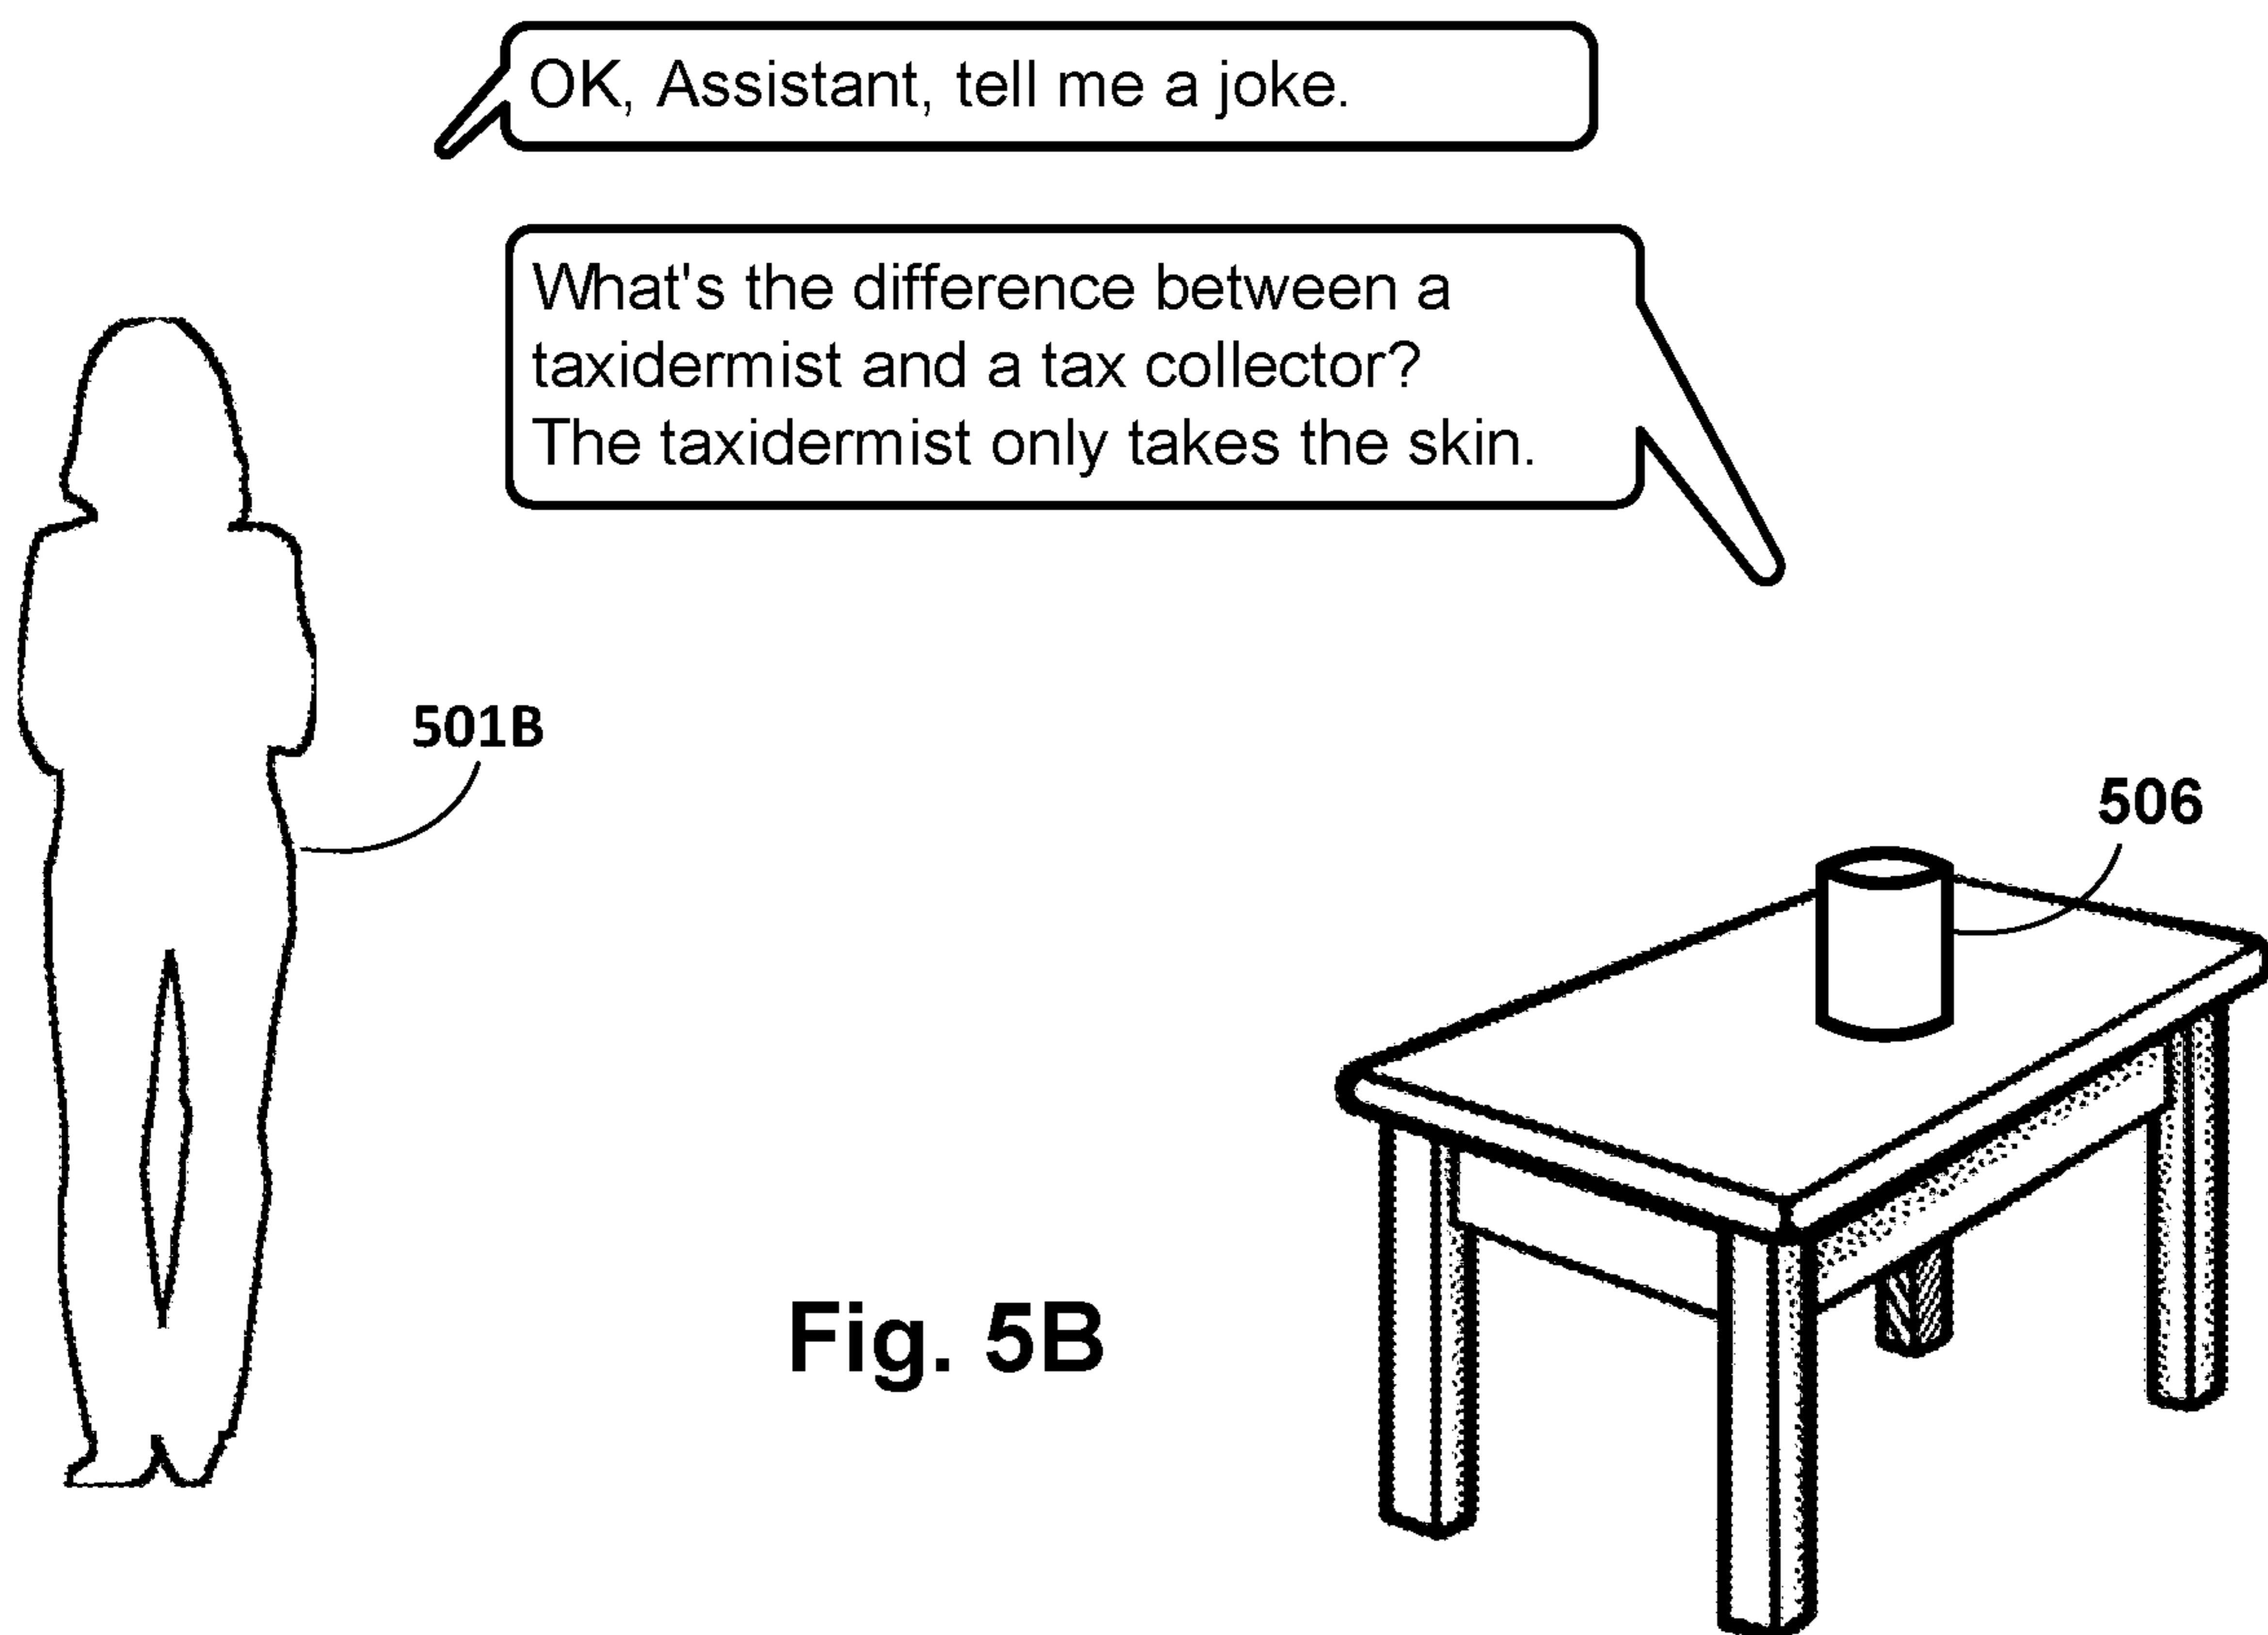 OK, Assistant, tell me a joke.
What's the difference between a
taxidermist and a tax collector?
The taxidermist only takes the skin.
501B
506
Fig. 5B